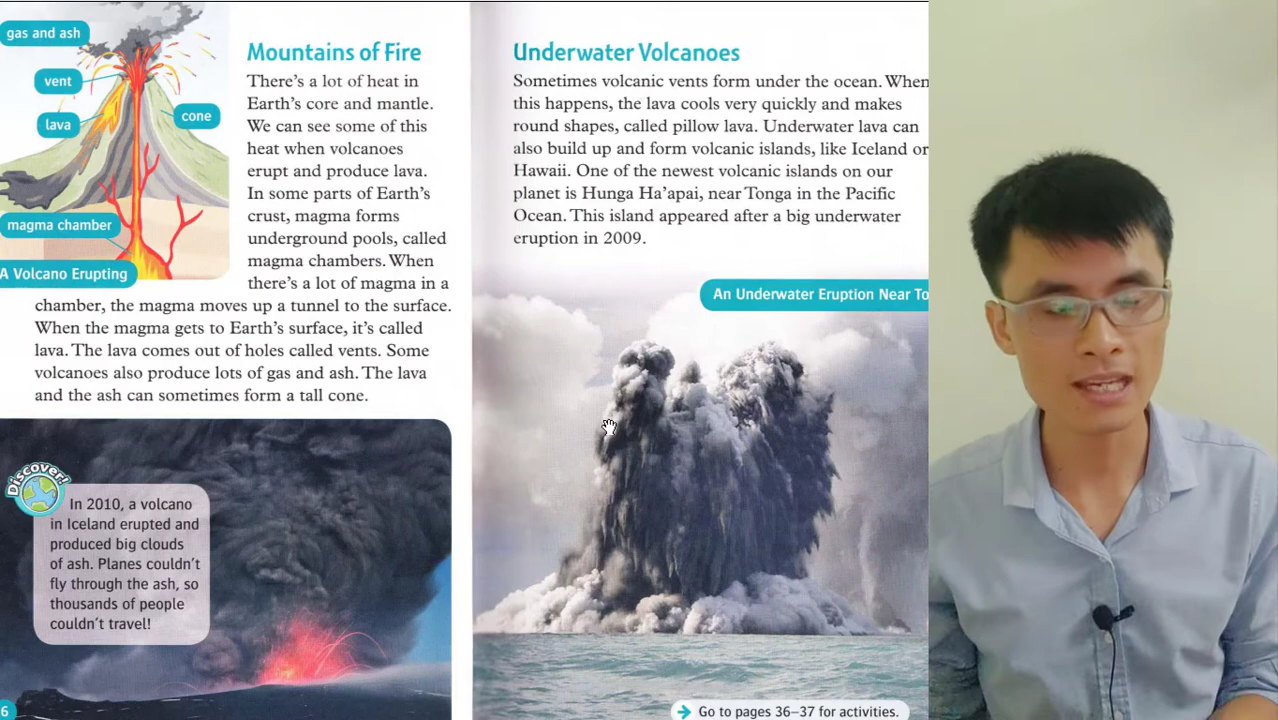 gas and ash
vent
lava
cone
magma chamber
A Volcano Erupting
Mountains of Fire
There's a lot of heat in
Earth's core and mantle.
We can see some of this
heat when volcanoes
erupt and produce lava.
In some parts of Earth's
crust, magma forms
underground pools, called
magma chambers. When
there's a lot of magma in a
chamber, the magma moves up a tunnel to the surface.
When the magma gets to Earth's surface, it's called
lava. The lava comes out of holes called vents. Some
volcanoes also produce lots of gas and ash. The lava
and the ash can sometimes form a tall cone.
Discover!
In 2010, a volcano
in Iceland erupted and
produced big clouds
of ash. Planes couldn't
fly through the ash, so
thousands of people
couldn't travel!
6
Underwater Volcanoes
Sometimes volcanic vents form under the ocean. When
this happens, the lava cools very quickly and makes
round shapes, called pillow lava. Underwater lava can
also build up and form volcanic islands, like Iceland or
Hawaii. One of the newest volcanic islands on our
planet is Hunga Ha'apai, near Tonga in the Pacific
Ocean. This island appeared after a big underwater
eruption in 2009.
An Underwater Eruption Near To
Go to pages 36–37 for activities.